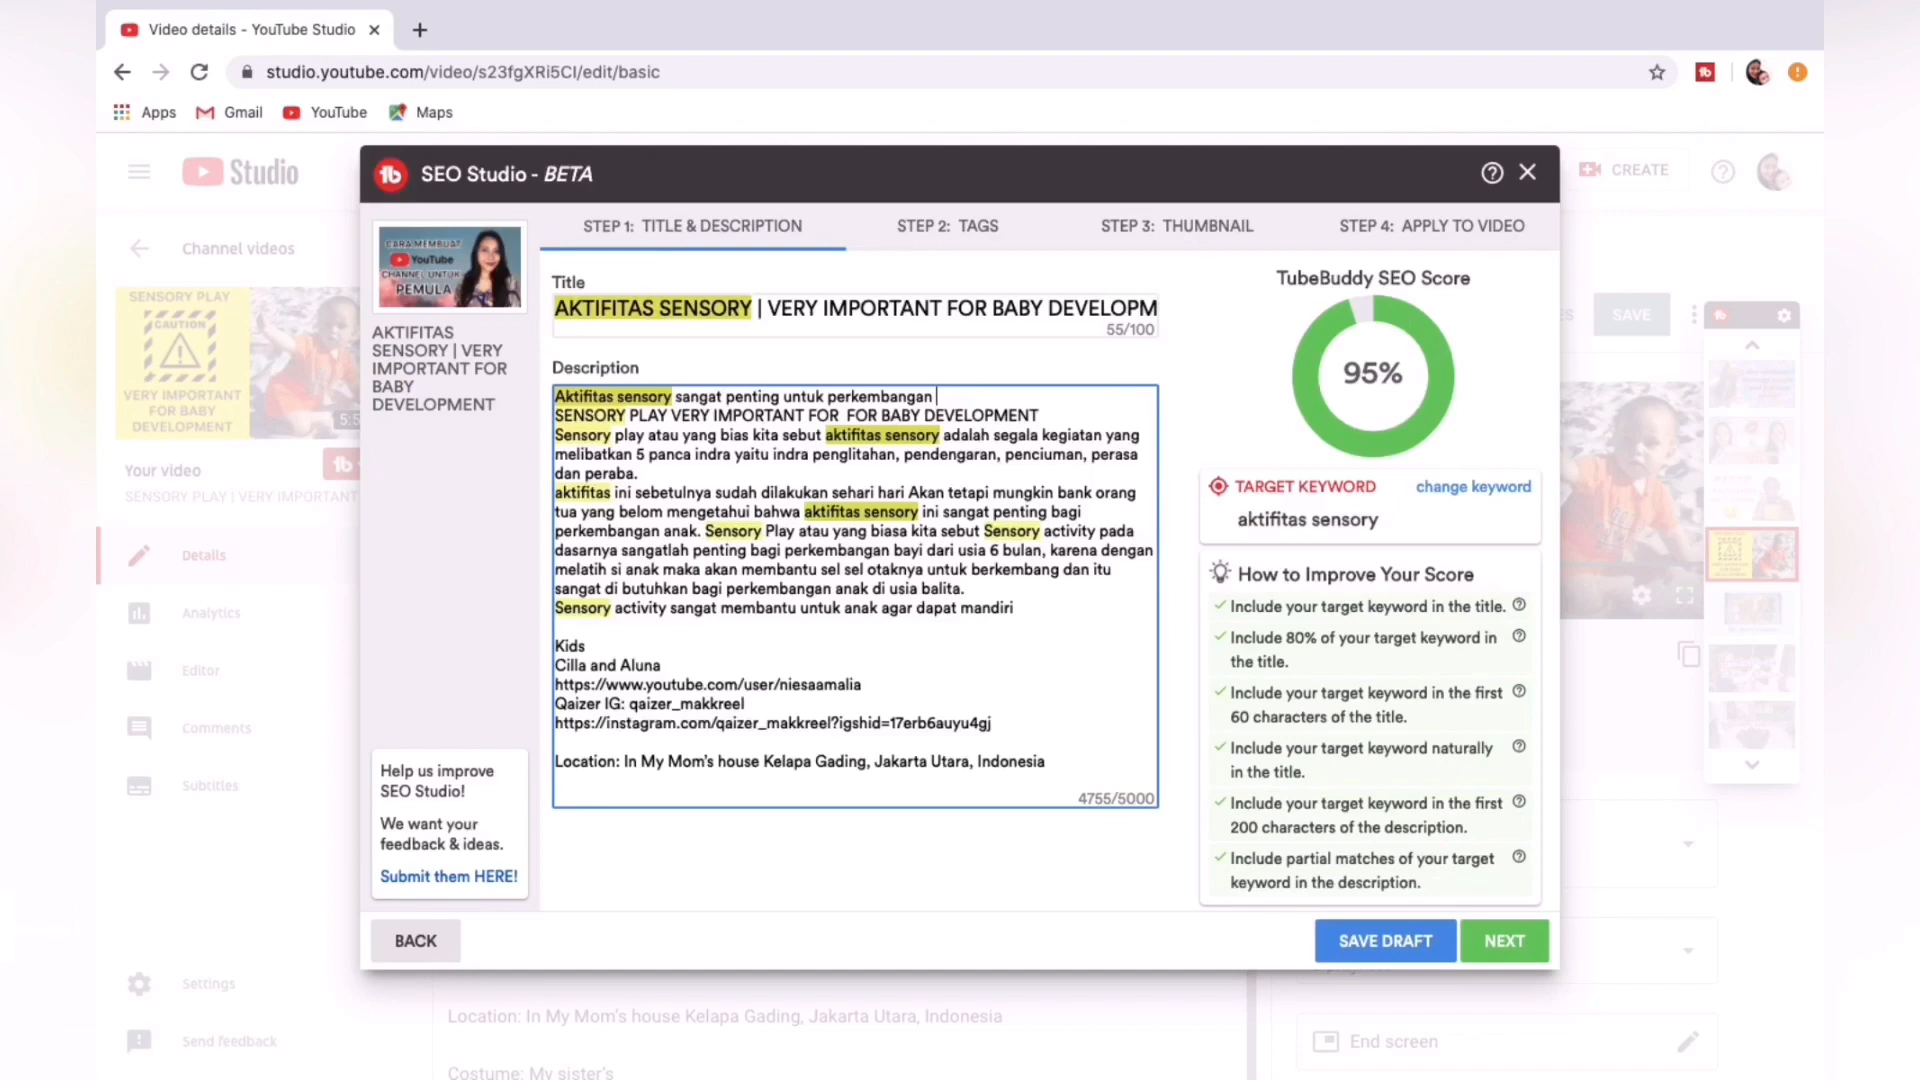 Video details - YouTube Studio
studio.youtube.com/video/s23fgXRi5CI/edit/basic
Apps
Gmail
YouTube
Maps
Studio
CREATE
Channel videos
SENSORY PLAY
CAUTION
VERY IMPORTANT
FOR BABY
DEVELOPMENT
5:5
Your video
SENSORY PLAY | VERY IMPORTANT
Details
Analytics
Editor
Comments
Subtitles
Settings
Send feedback
SEO Studio - BETA
CARA MEMBUAT
YouTube
CHANNEL UNTUK
PEMULA
AKTIFITAS
SENSORY | VERY
IMPORTANT FOR
BABY
DEVELOPMENT
Help us improve
SEO Studio!
We want your
feedback & ideas.
Submit them HERE!
STEP 1: TITLE & DESCRIPTION
STEP 2: TAGS
STEP 3: THUMBNAIL
STEP 4: APPLY TO VIDEO
Title
AKTIFITAS SENSORY | VERY IMPORTANT FOR BABY DEVELOPM
55/100
Description
Aktifitas sensory sangat penting untuk perkembangan
SENSORY PLAY VERY IMPORTANT FOR  FOR BABY DEVELOPMENT
Sensory play atau yang bias kita sebut aktifitas sensory adalah segala kegiatan yang
melibatkan 5 panca indra yaitu indra penglitahan, pendengaran, penciuman, perasa
dan peraba.
aktifitas ini sebetulnya sudah dilakukan sehari hari Akan tetapi mungkin bank orang
tua yang belom mengetahui bahwa aktifitas sensory ini sangat penting bagi
perkembangan anak. Sensory Play atau yang biasa kita sebut Sensory activity pada
dasarnya sangatlah penting bagi perkembangan bayi dari usia 6 bulan, karena dengan
melatih si anak maka akan membantu sel sel otaknya untuk berkembang dan itu
sangat di butuhkan bagi perkembangan anak di usia balita.
Sensory activity sangat membantu untuk anak agar dapat mandiri
Kids
Cilla and Aluna
https://www.youtube.com/user/niesaamalia
Qaizer IG: qaizer_makkreel
https://instagram.com/qaizer_makkreel?igshid=17erb6auyu4gj
Location: In My Mom's house Kelapa Gading, Jakarta Utara, Indonesia
4755/5000
TubeBuddy SEO Score
95%
TARGET KEYWORD
change keyword
aktifitas sensory
How to Improve Your Score
Include your target keyword in the title.
Include 80% of your target keyword in
the title.
Include your target keyword in the first
60 characters of the title.
Include your target keyword naturally
in the title.
Include your target keyword in the first
200 characters of the description.
Include partial matches of your target
keyword in the description.
BACK
SAVE DRAFT
NEXT
SAVE
Location: In My Mom's house Kelapa Gading, Jakarta Utara, Indonesia
Costume: My sister's
End screen